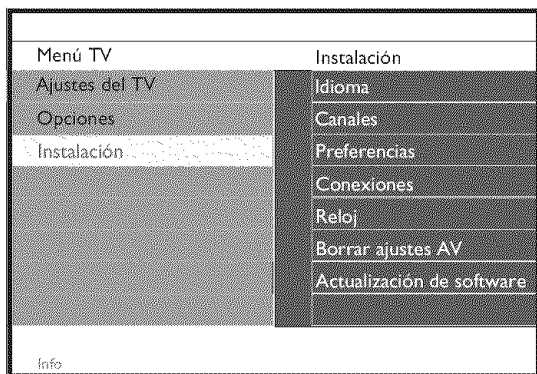 Menú TV
Ajustes del TV
Opciones
Instalación
Instalación
Idioma
Canales
Preferencias
Conexiones
Reloj
Borrar ajustes AV
Actualización de software
Info